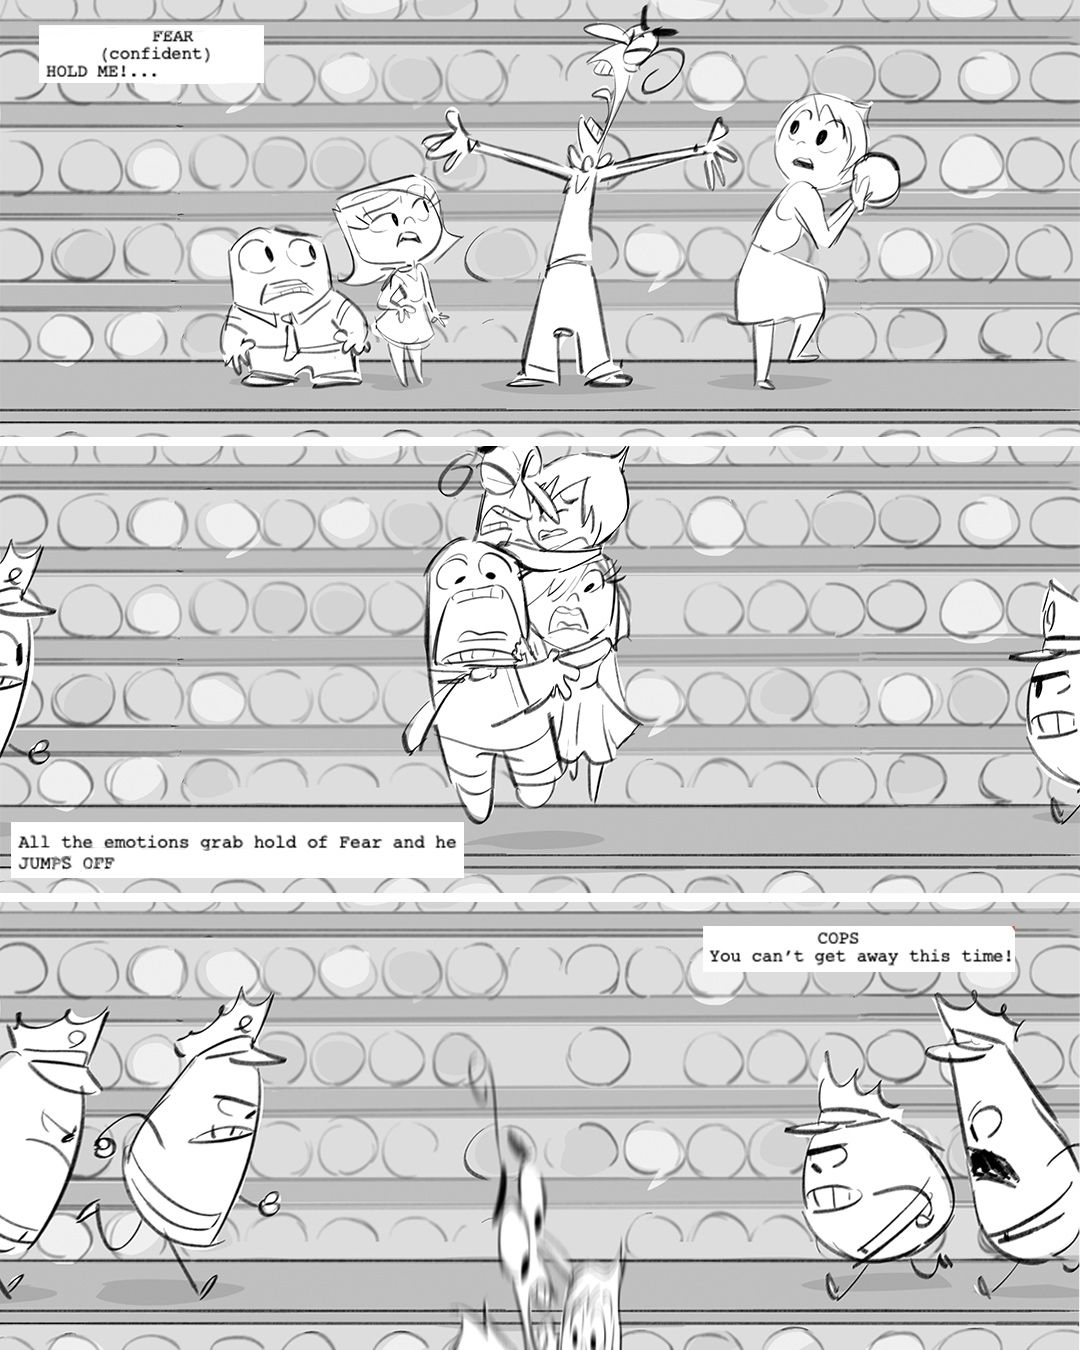 FEAR
(confident)
HOLD ME!...
All the emotions grab hold of Fear and he
JUMPS OFF
COPS
You can't get away this time!